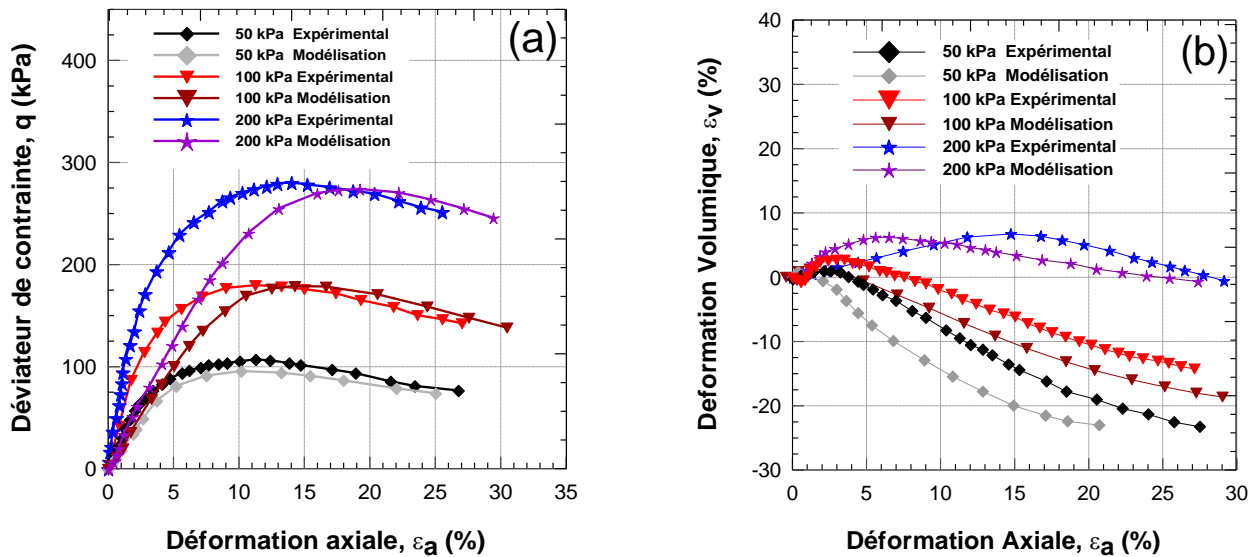 (a)
50 kPa Expérimental
50 kPa Modélisation
100 kPa Expérimental
100 kPa Modélisation
200 kPa Expérimental
200 kPa Modélisation
Déviateur de contrainte, q (kPa)
400
300
200
100
0
0 5 10 15 20 25 30 35
Déformation axiale, εa (%)
(b)
50 kPa Expérimental
50 kPa Modélisation
100 kPa Expérimental
100 kPa Modélisation
200 kPa Expérimental
200 kPa Modélisation
Deformation Volumique, εv (%)
40
30
20
10
0
-10
-20
-30
0 5 10 15 20 25 30
Déformation Axiale, εa (%)